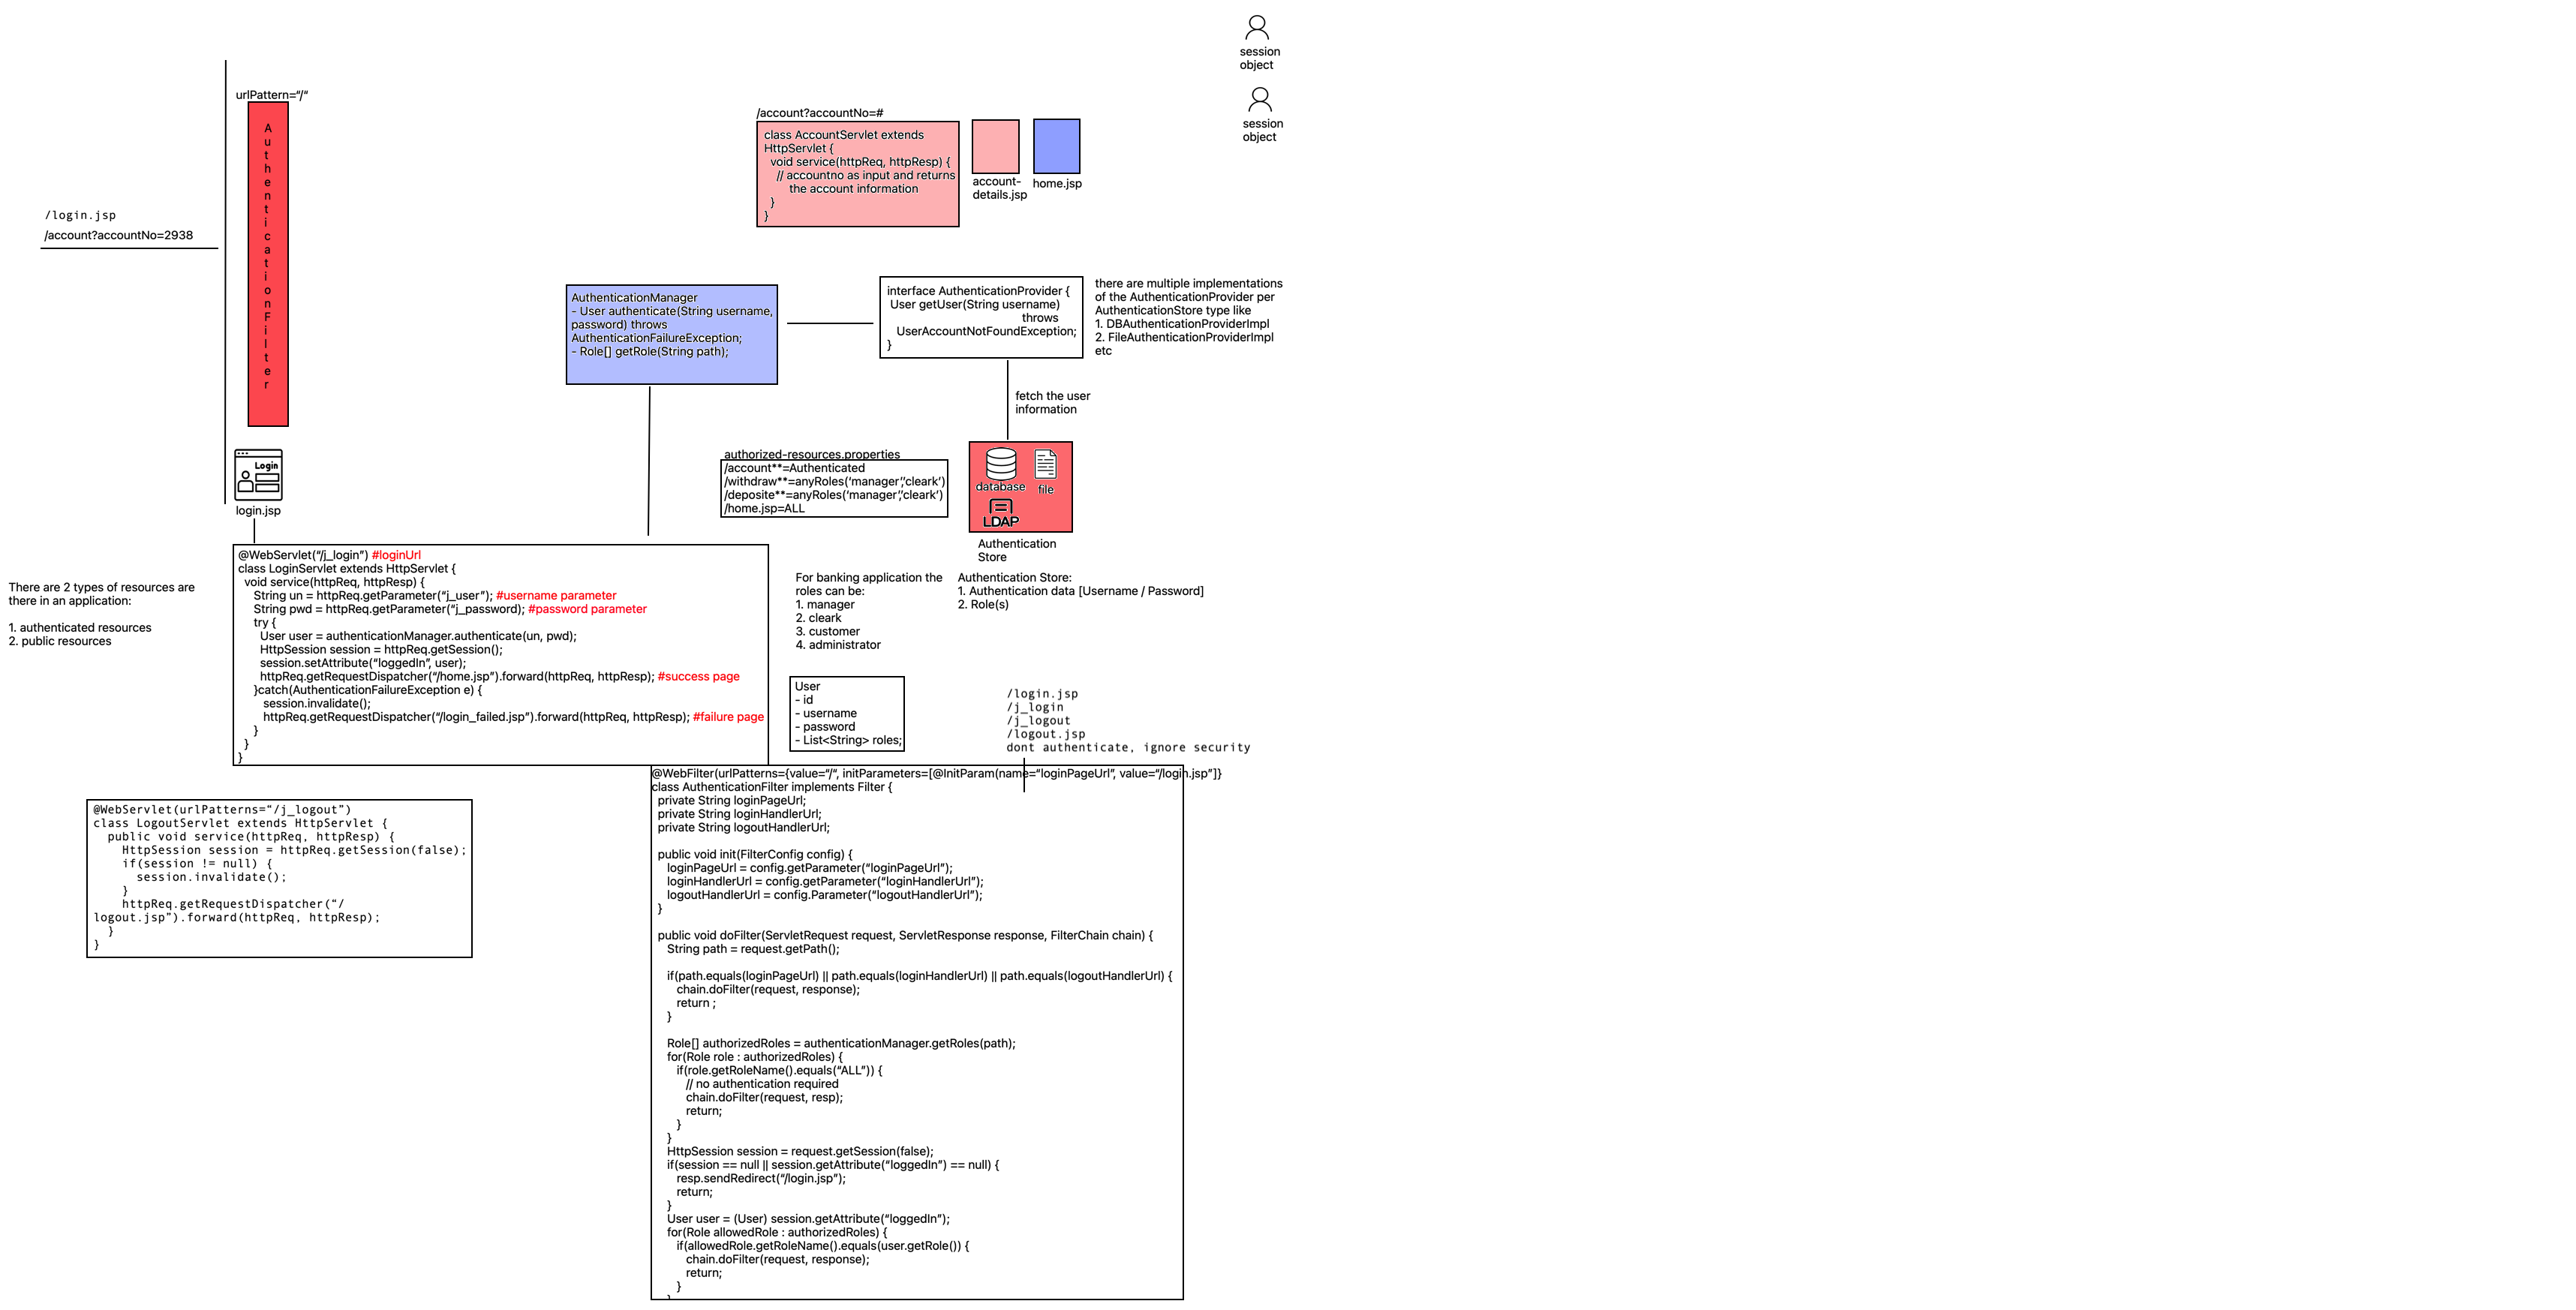 session
object
session
object
urlPattern=“/“
A
u
t
h
e
n
t
i
c
a
t
i
o
n
F
i
l
t
e
r
/login.jsp
/account?accountNo=2938
/account?accountNo=#
class AccountServlet extends
HttpServlet {
void service(httpReq, httpResp) {
// accountno as input and returns
the account information
}
}
account-
details.jsp
home.jsp
AuthenticationManager
- User authenticate(String username,
password) throws
AuthenticationFailureException;
- Role[] getRole(String path);
interface AuthenticationProvider {
User getUser(String username)
throws
UserAccountNotFoundException;
}
there are multiple implementations
of the AuthenticationProvider per
AuthenticationStore type like
1. DBAuthenticationProviderImpl
2. FileAuthenticationProviderImpl
etc
fetch the user
information
authorized-resources.properties
/account**=Authenticated
/withdraw**=anyRoles(‘manager’,’cleark’)
/deposite**=anyRoles(‘manager’,’cleark’)
/home.jsp=ALL
database
file
LDAP
Authentication
Store
Login
login.jsp
@WebServlet(“/j_login”) #loginUrl
class LoginServlet extends HttpServlet {
void service(httpReq, httpResp) {
String un = httpReq.getParameter(“j_user”); #username parameter
String pwd = httpReq.getParameter(“j_password); #password parameter
try {
User user = authenticationManager.authenticate(un, pwd);
HttpSession session = httpReq.getSession();
session.setAttribute(“loggedIn”, user);
httpReq.getRequestDispatcher(“/home.jsp”).forward(httpReq, httpResp); #success page
}catch(AuthenticationFailureException e) {
session.invalidate();
httpReq.getRequestDispatcher(“/login_failed.jsp”).forward(httpReq, httpResp); #failure page
}
}
}
There are 2 types of resources are
there in an application:
1. authenticated resources
2. public resources
For banking application the
roles can be:
1. manager
2. cleark
3. customer
4. administrator
Authentication Store:
1. Authentication data [Username / Password]
2. Role(s)
User
- id
- username
- password
- List<String> roles;
/login.jsp
/j_login
/j_logout
/logout.jsp
dont authenticate, ignore security
@WebServlet(urlPatterns=“/j_logout”)
class LogoutServlet extends HttpServlet {
public void service(httpReq, httpResp) {
HttpSession session = httpReq.getSession(false);
if(session != null) {
session.invalidate();
}
httpReq.getRequestDispatcher(“/
logout.jsp”).forward(httpReq, httpResp);
}
}
@WebFilter(urlPatterns={value=“/“, initParameters=[@InitParam(name=“loginPageUrl”, value=“/login.jsp”]}
class AuthenticationFilter implements Filter {
private String loginPageUrl;
private String loginHandlerUrl;
private String logoutHandlerUrl;
public void init(FilterConfig config) {
loginPageUrl = config.getParameter(“loginPageUrl”);
loginHandlerUrl = config.getParameter(“loginHandlerUrl”);
logoutHandlerUrl = config.Parameter(“logoutHandlerUrl”);
}
public void doFilter(ServletRequest request, ServletResponse response, FilterChain chain) {
String path = request.getPath();
if(path.equals(loginPageUrl) || path.equals(loginHandlerUrl) || path.equals(logoutHandlerUrl) {
chain.doFilter(request, response);
return ;
}
Role[] authorizedRoles = authenticationManager.getRoles(path);
for(Role role : authorizedRoles) {
if(role.getRoleName().equals(“ALL”)) {
// no authentication required
chain.doFilter(request, resp);
return;
}
}
HttpSession session = request.getSession(false);
if(session == null || session.getAttribute(“loggedIn”) == null) {
resp.sendRedirect(“/login.jsp”);
return;
}
User user = (User) session.getAttribute(“loggedIn”);
for(Role allowedRole : authorizedRoles) {
if(allowedRole.getRoleName().equals(user.getRole()) {
chain.doFilter(request, response);
return;
}